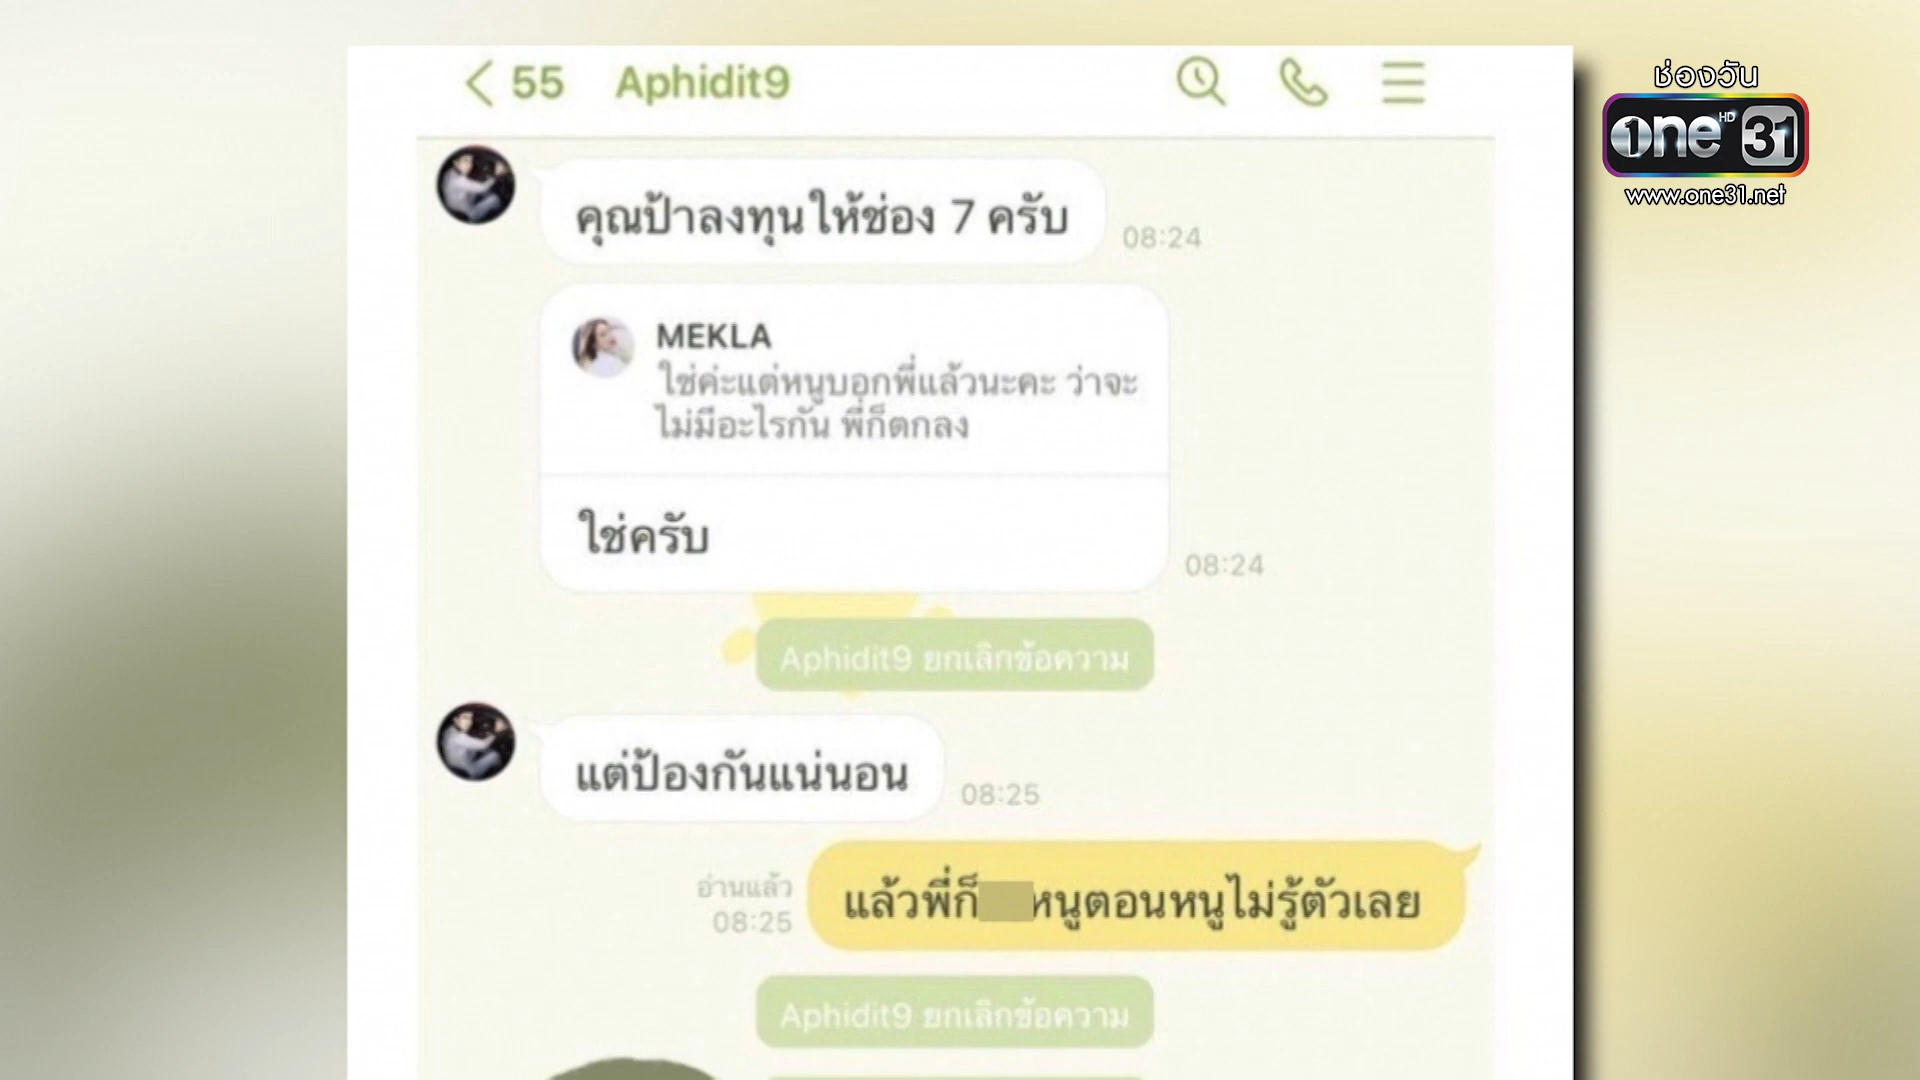 55 Aphidit9
ช่องวัน
one HD 31
www.one31.net
คุณป้าลงทุนให้ช่อง 7 ครับ
08:24
MEKLA
ใช่ค่ะแต่หนูบอกพี่แล้วนะคะ ว่าจะ
ไม่มีอะไรกัน พี่ก็ตกลง
ใช่ครับ
08:24
Aphidit9 ยกเลิกข้อความ
แต่ป้องกันแน่นอน
08:25
อ่านแล้ว
08:25
แล้วพี่ก็ หนูตอนหนูไม่รู้ตัวเลย
Aphidit9 ยกเลิกข้อความ